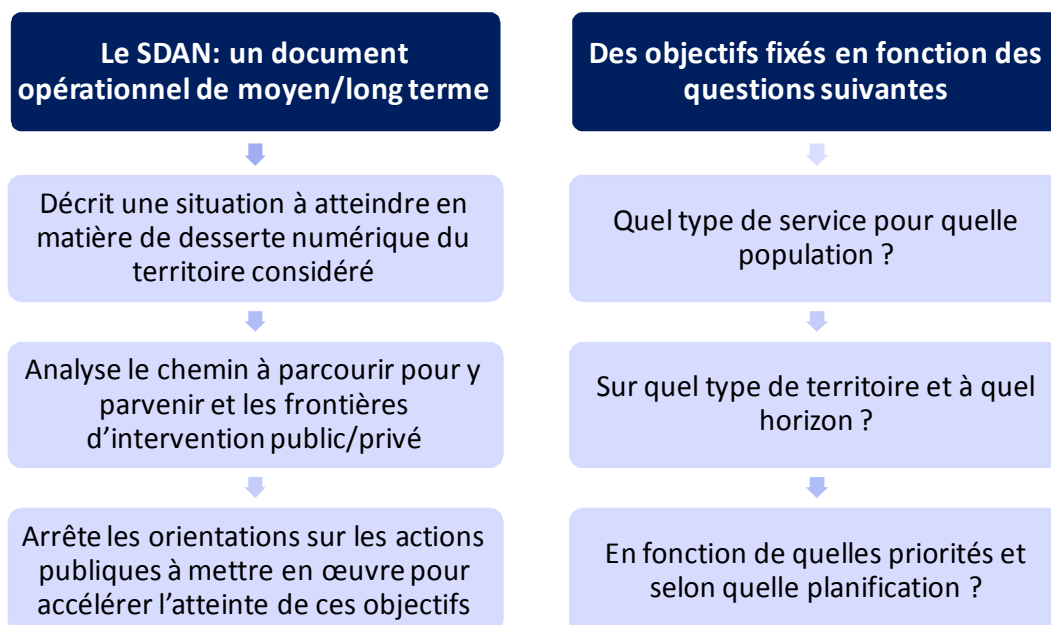 Le SDAN: un document
opérationnel de moyen/long terme
Décrit une situation à atteindre en
matière de desserte numérique du
territoire considéré
Analyse le chemin à parcourir pour y
parvenir et les frontières
d’intervention public/privé
Arrête les orientations sur les actions
publiques à mettre en œuvre pour
accélérer l’atteinte de ces objectifs
Des objectifs fixés en fonction des
questions suivantes
Quel type de service pour quelle
population ?
Sur quel type de territoire et à quel
horizon ?
En fonction de quelles priorités et
selon quelle planification ?